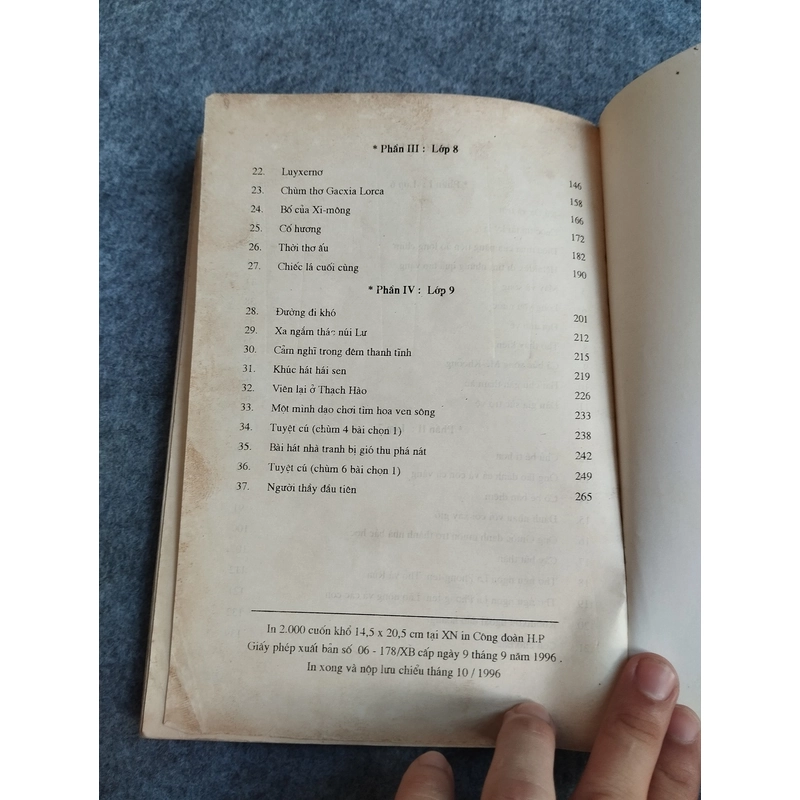 * Phần III : Lớp 8
22. Luyxernơ 146
23. Chùm thơ Gacxia Lorca 158
24. Bố của Xi-mông 166
25. Cố hương 172
26. Thời thơ ấu 182
27. Chiếc lá cuối cùng 190
* Phần IV : Lớp 9
28. Đường đi khó 201
29. Xa ngắm thác núi Lư 212
30. Cảm nghĩ trong đêm thanh tĩnh 215
31. Khúc hát hái sen 219
32. Viên lại ở Thạch Hào 226
33. Một mình dạo chơi tìm hoa ven sông 233
34. Tuyệt cú (chùm 4 bài chọn 1) 238
35. Bài hát nhà tranh bị gió thu phá nát 242
36. Tuyệt cú (chùm 6 bài chọn 1) 249
37. Người thầy đầu tiên 265
In 2.000 cuốn khổ 14,5 x 20,5 cm tại XN in Công đoàn H.P
Giấy phép xuất bản số 06 - 178/XB cấp ngày 9 tháng 9 năm 1996 .
In xong và nộp lưu chiểu tháng 10 / 1996